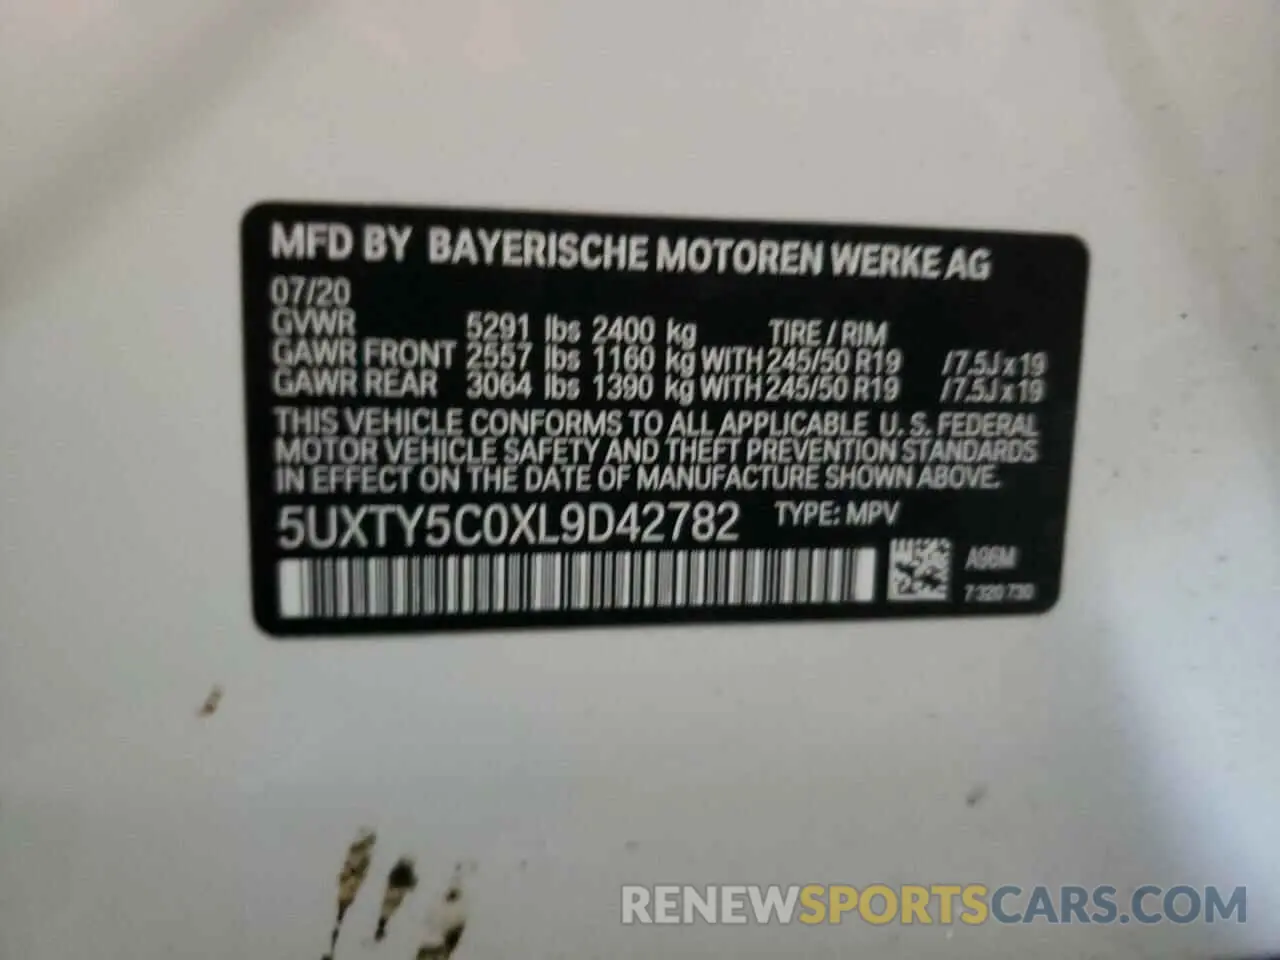 MFD BY BAYERISCHE MOTOREN WERKE AG
07/20
GVWR 5291 lbs 2400 kg TIRE / RIM
GAWR FRONT 2557 lbs 1160 kg WITH 245/50 R19 /7.5J x 19
GAWR REAR 3064 lbs 1390 kg WITH 245/50 R19 /7.5J x 19
THIS VEHICLE CONFORMS TO ALL APPLICABLE U. S. FEDERAL
MOTOR VEHICLE SAFETY AND THEFT PREVENTION STANDARDS
IN EFFECT ON THE DATE OF MANUFACTURE SHOWN ABOVE.
5UXTY5C0XL9D42782 TYPE: MPV
A96M
7 320 730
RENEWSPORTSCARS.COM